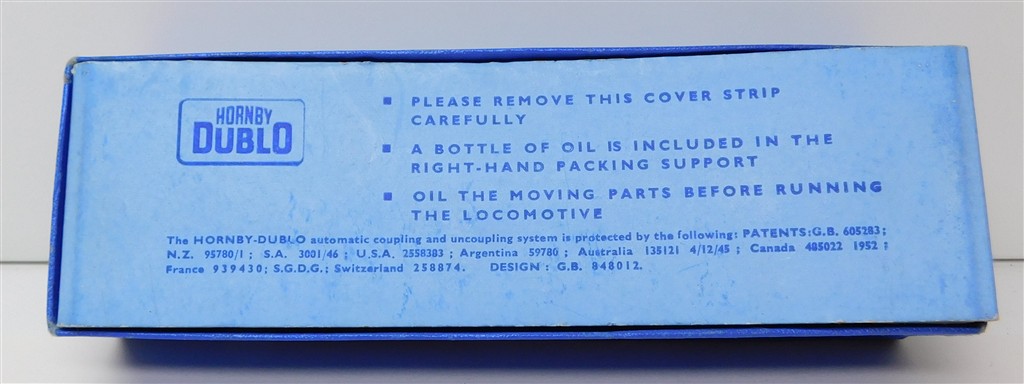 HORNBY
DUBLO
▪ PLEASE REMOVE THIS COVER STRIP
CAREFULLY
▪ A BOTTLE OF OIL IS INCLUDED IN THE
RIGHT-HAND PACKING SUPPORT
▪ OIL THE MOVING PARTS BEFORE RUNNING
THE LOCOMOTIVE
The HORNBY-DUBLO automatic coupling and uncoupling system is protected by the following: PATENTS: G.B. 605283;
N.Z. 95780/1 ; S.A. 3001/46 ; U.S.A. 2558383 ; Argentina 59780 ; Australia 135121 4/12/45 ; Canada 485022 1952 ;
France 939430; S.G.D.G.; Switzerland 258874. DESIGN : G.B. 848012.